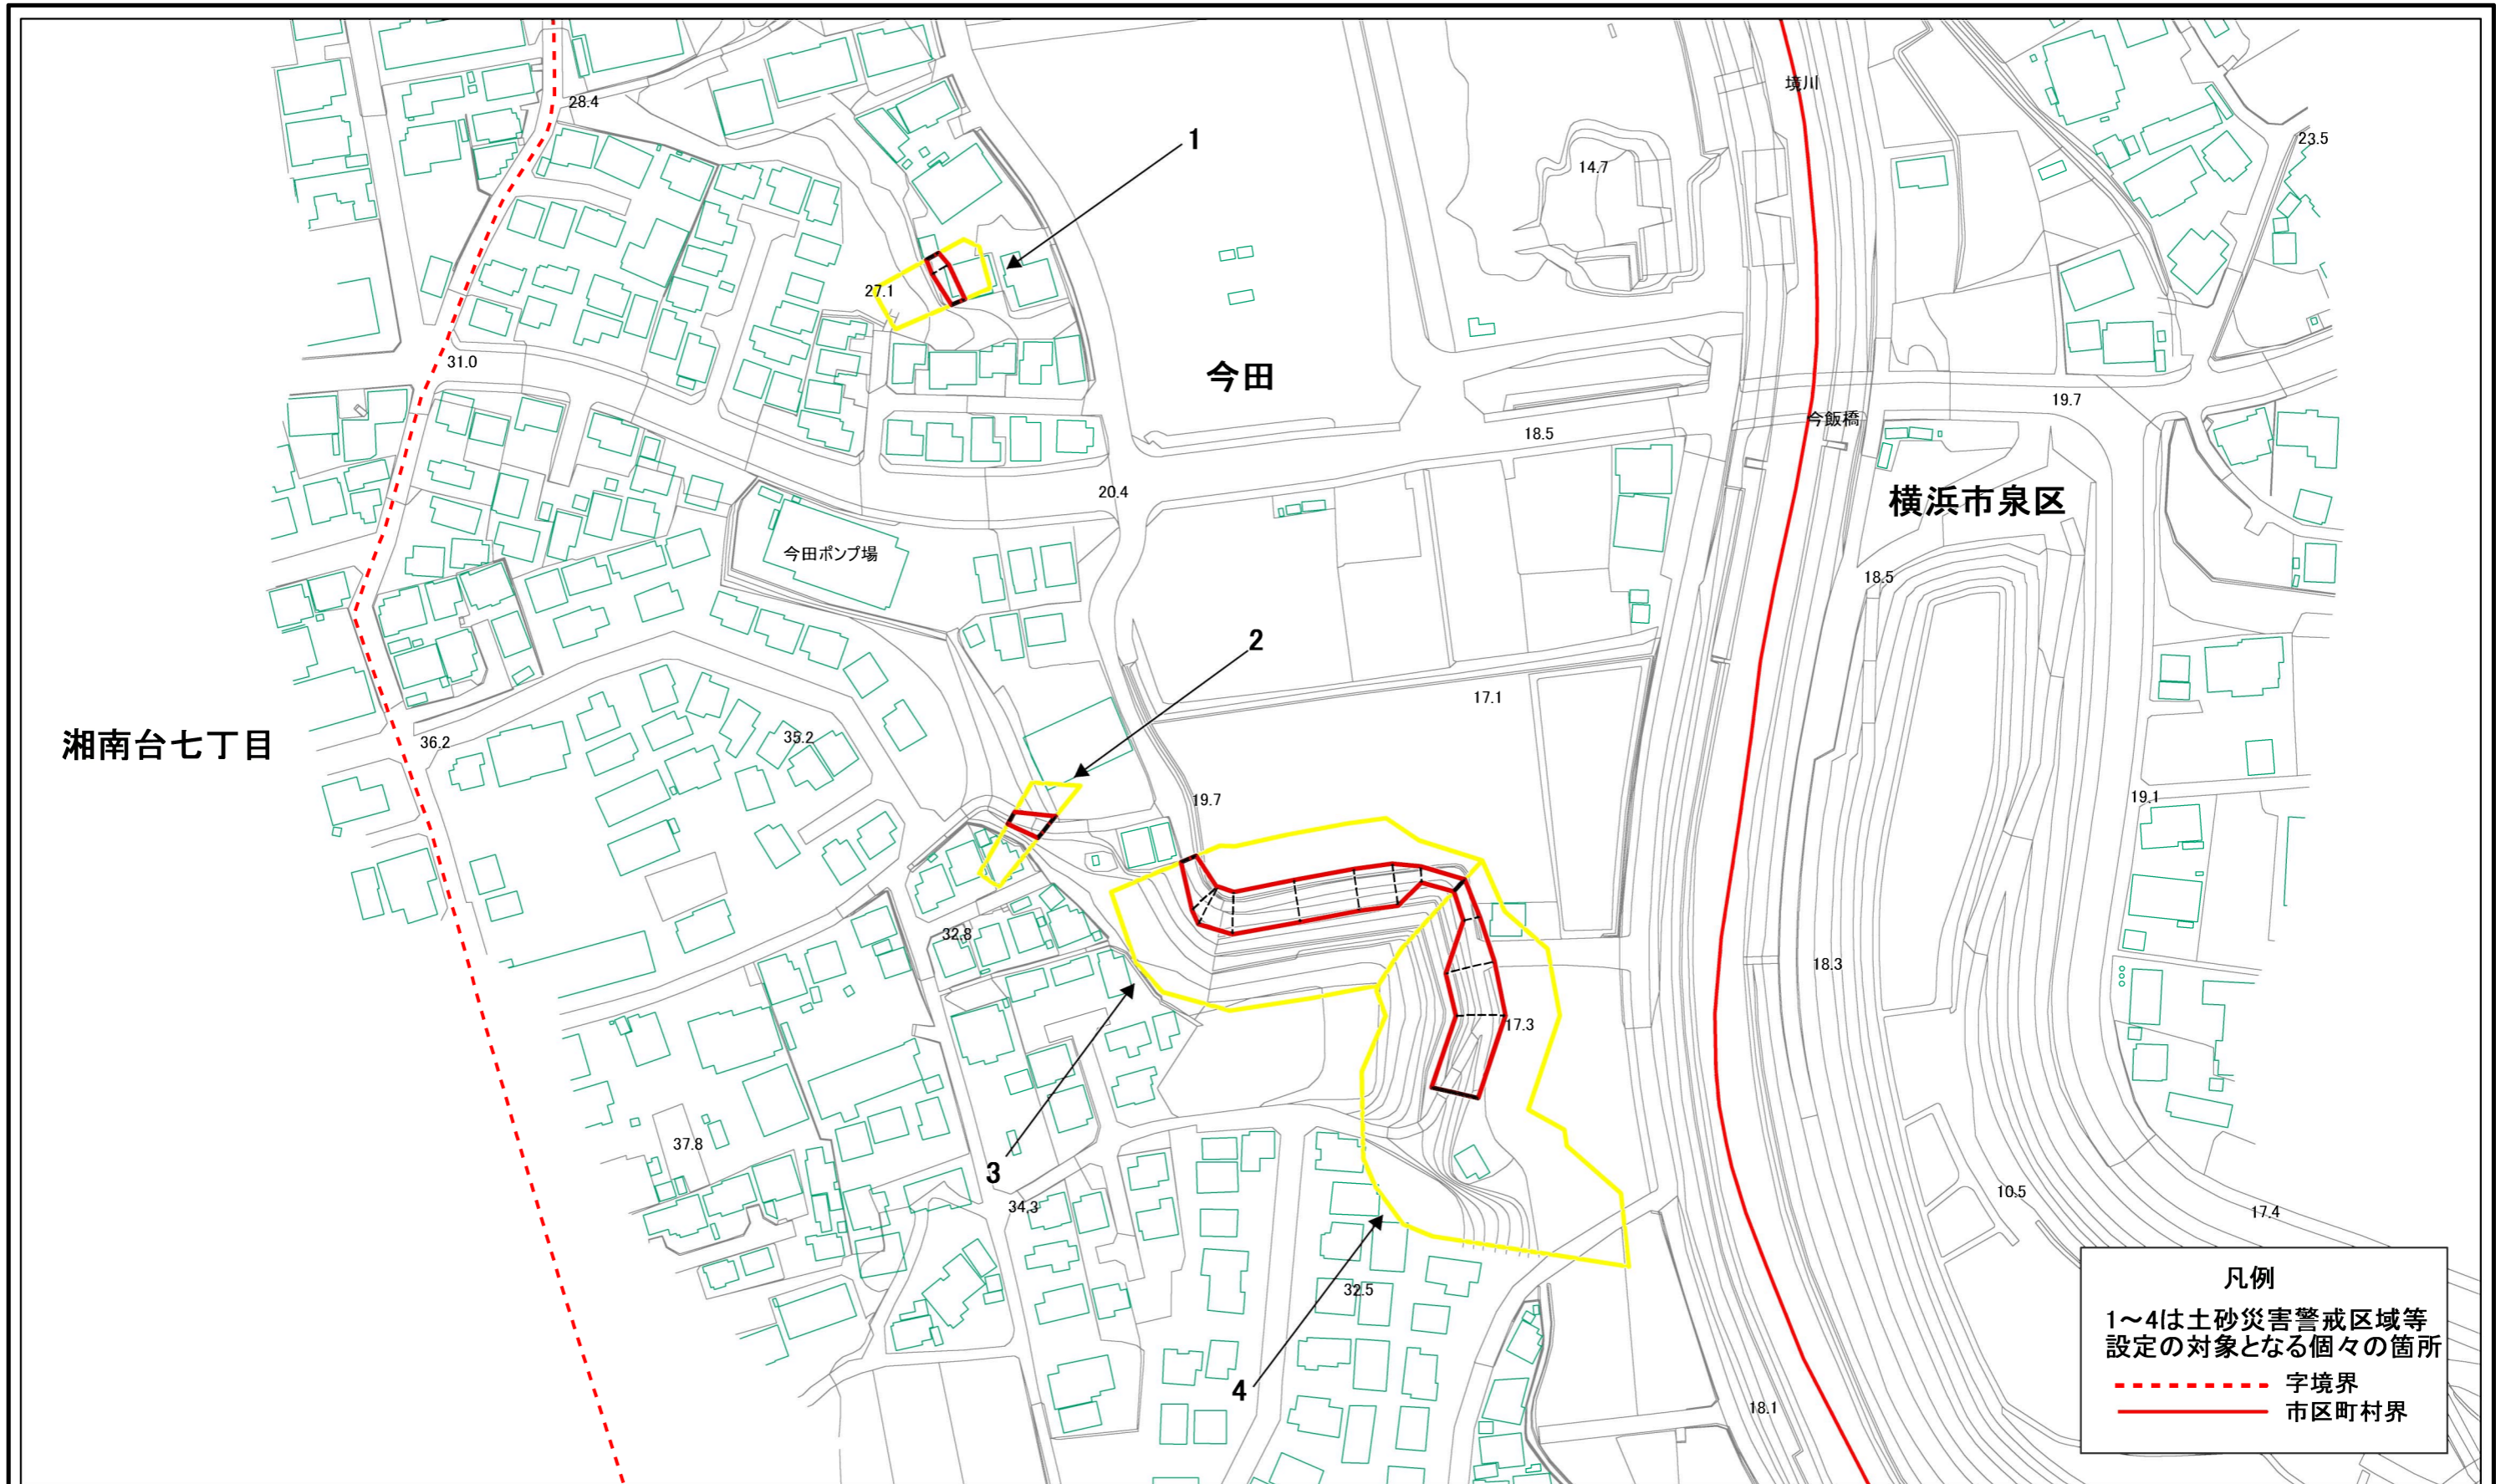 境川
28.4
23.5
1
14.7
27.1
31.0
今田
19.7
今飯橋
18.5
20.4
横浜市泉区
今田ポンプ場
18.5
2
17.1
湘南台七丁目
36.2
35.2
19.7
19.1
32.8
18.3
17.3
37.8
3
34.3
10.5
17.4
32.5
4
18.1
凡例
1～4は土砂災害警戒区域等
設定の対象となる個々の箇所
字境界
市区町村界